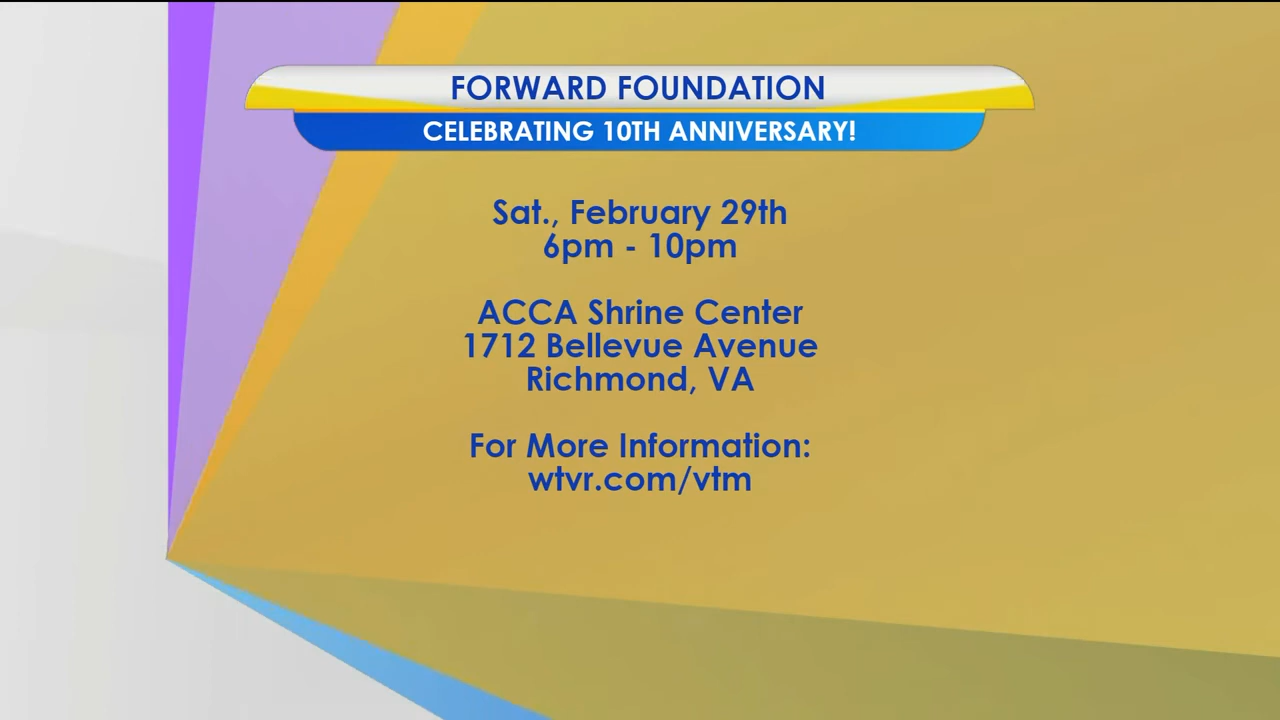 FORWARD FOUNDATION
CELEBRATING 10TH ANNIVERSARY!
Sat., February 29th
6pm - 10pm
ACCA Shrine Center
1712 Bellevue Avenue
Richmond, VA
For More Information:
wtvr.com/vtm